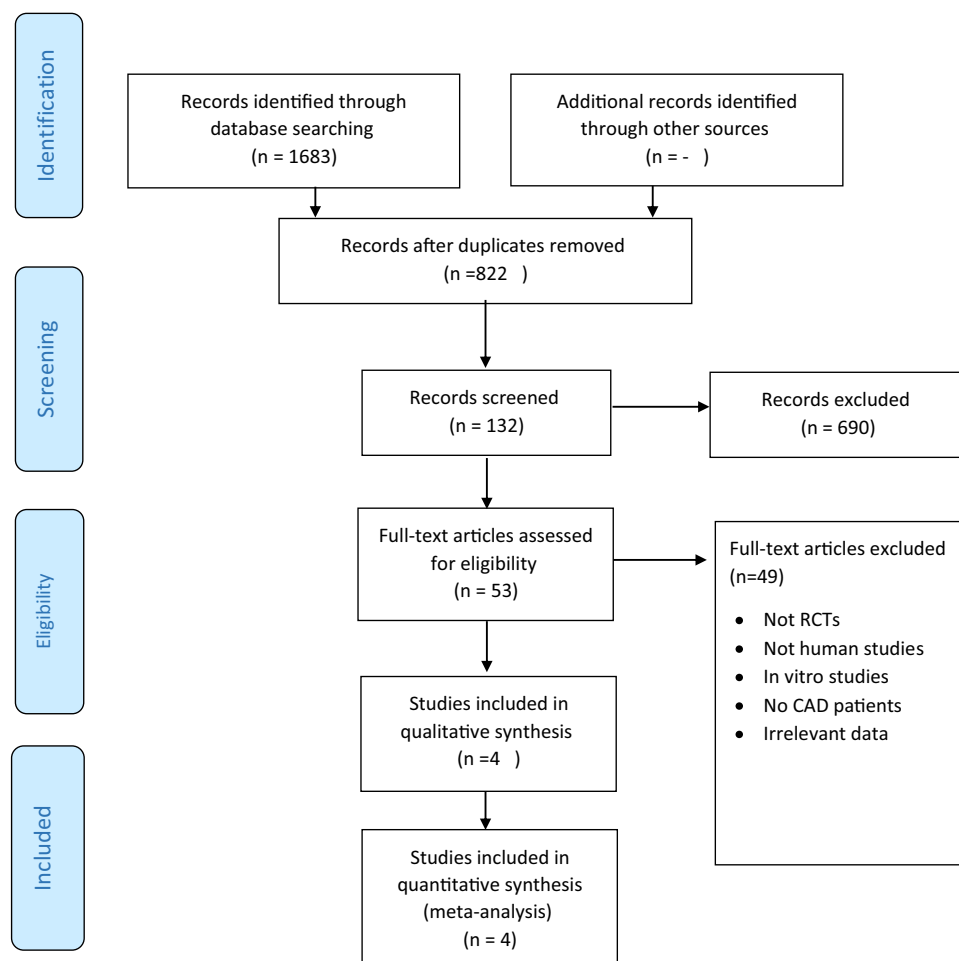 Identification
Records identified through
database searching
(n = 1683)
Additional records identified
through other sources
(n = - )
Records after duplicates removed
(n =822 )
Screening
Records screened
(n = 132)
Records excluded
(n = 690)
Eligibility
Full-text articles assessed
for eligibility
(n = 53)
Full-text articles excluded
(n=49)
• Not RCTs
• Not human studies
• In vitro studies
• No CAD patients
• Irrelevant data
Studies included in
qualitative synthesis
(n =4 )
Included
Studies included in
quantitative synthesis
(meta-analysis)
(n = 4)